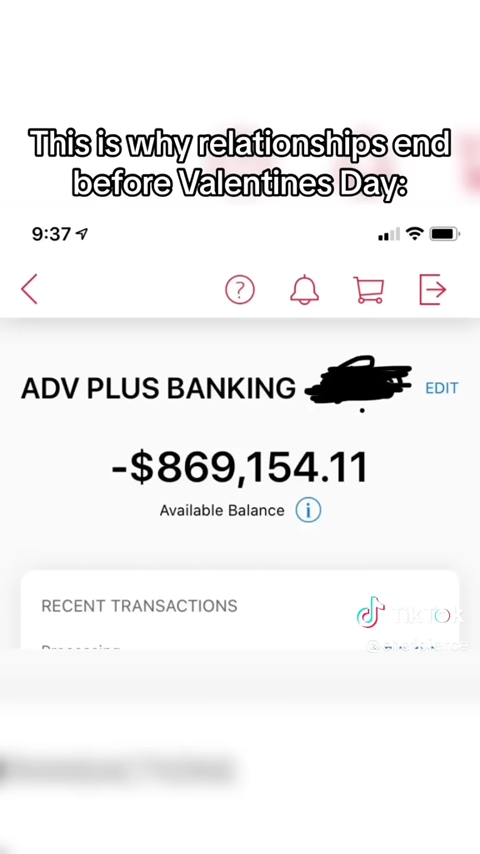 This is why relationships end
before Valentines Day:
9:37
ADV PLUS BANKING
EDIT
-$869,154.11
Available Balance
RECENT TRANSACTIONS
TikTok
Processing